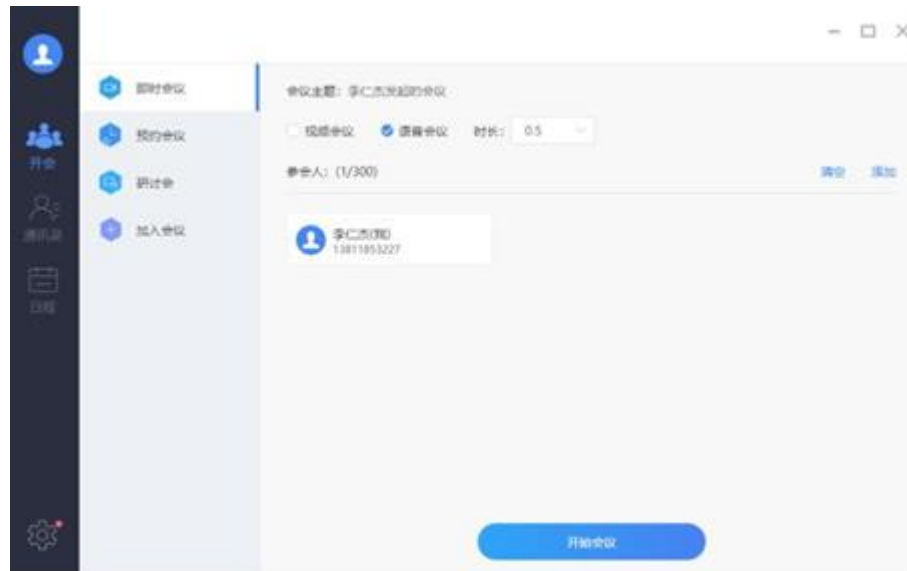 开会
通讯录
日程
即时会议
预约会议
研讨会
加入会议
会议主题：李仁杰发起的会议
视频会议 语音会议 时长： 0.5
参会人：(1/300) 清空 添加
李仁杰(我)
13811853227
开始会议